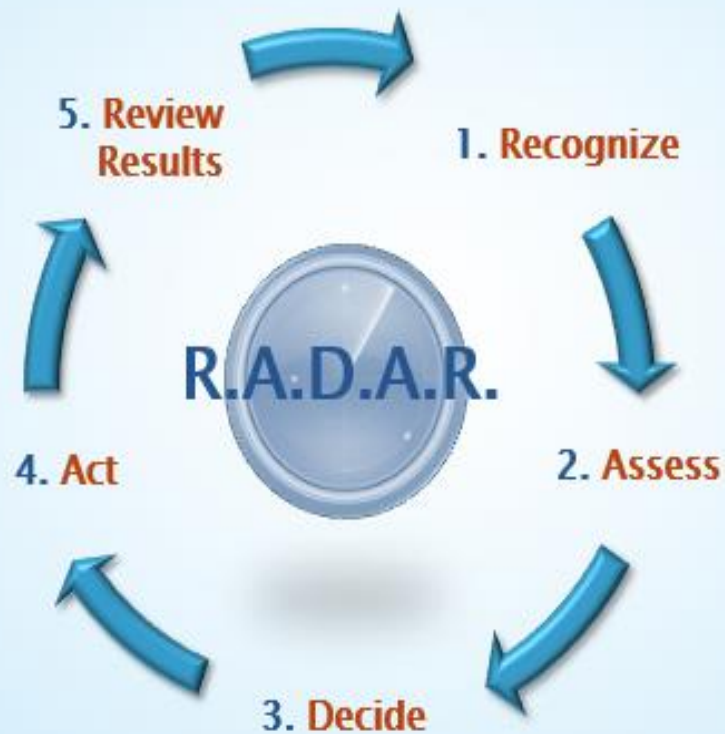 1. Recognize
2. Assess
3. Decide
4. Act
5. Review
Results
R.A.D.A.R.